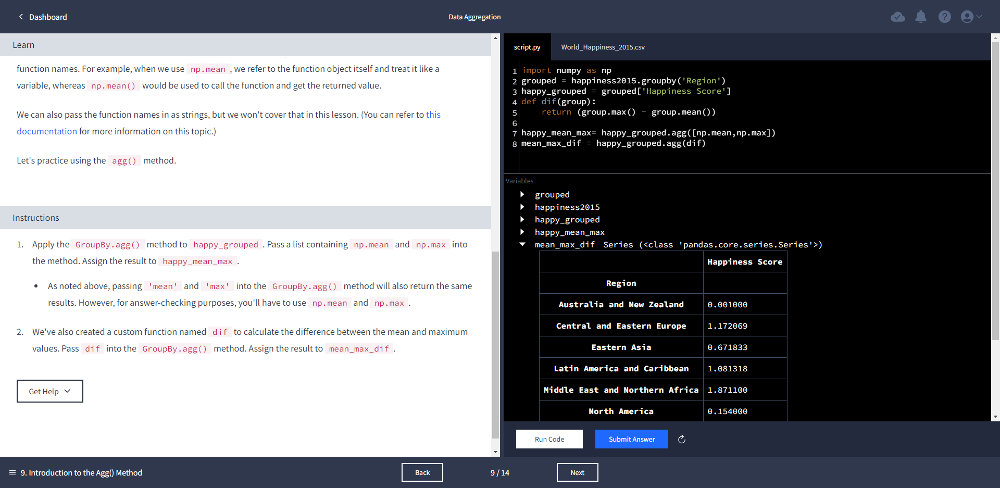 Dashboard
Data Aggregation
Learn
function names. For example, when we use np.mean , we refer to the function object itself and treat it like a
variable, whereas np.mean() would be used to call the function and get the returned value.
We can also pass the function names in as strings, but we won't cover that in this lesson. (You can refer to this
documentation for more information on this topic.)
Let's practice using the agg() method.
Instructions
1. Apply the GroupBy.agg() method to happy_grouped . Pass a list containing np.mean and np.max into
the method. Assign the result to happy_mean_max .
• As noted above, passing 'mean' and 'max' into the GroupBy.agg() method will also return the same
results. However, for answer-checking purposes, you'll have to use np.mean and np.max .
2. We've also created a custom function named dif to calculate the difference between the mean and maximum
values. Pass dif into the GroupBy.agg() method. Assign the result to mean_max_dif .
Get Help
script.py World_Happiness_2015.csv
1 import numpy as np
2 grouped = happiness2015.groupby('Region')
3 happy_grouped = grouped['Happiness Score']
4 def dif(group):
5     return (group.max() - group.mean())
6
7 happy_mean_max= happy_grouped.agg([np.mean,np.max])
8 mean_max_dif = happy_grouped.agg(dif)
Variables
grouped
happiness2015
happy_grouped
happy_mean_max
mean_max_dif Series (<class 'pandas.core.series.Series'>)
Happiness Score
Region
Australia and New Zealand 0.001000
Central and Eastern Europe 1.172069
Eastern Asia 0.671833
Latin America and Caribbean 1.081318
Middle East and Northern Africa 1.871100
North America 0.154000
Run Code Submit Answer
9. Introduction to the Agg() Method
Back 9 / 14 Next